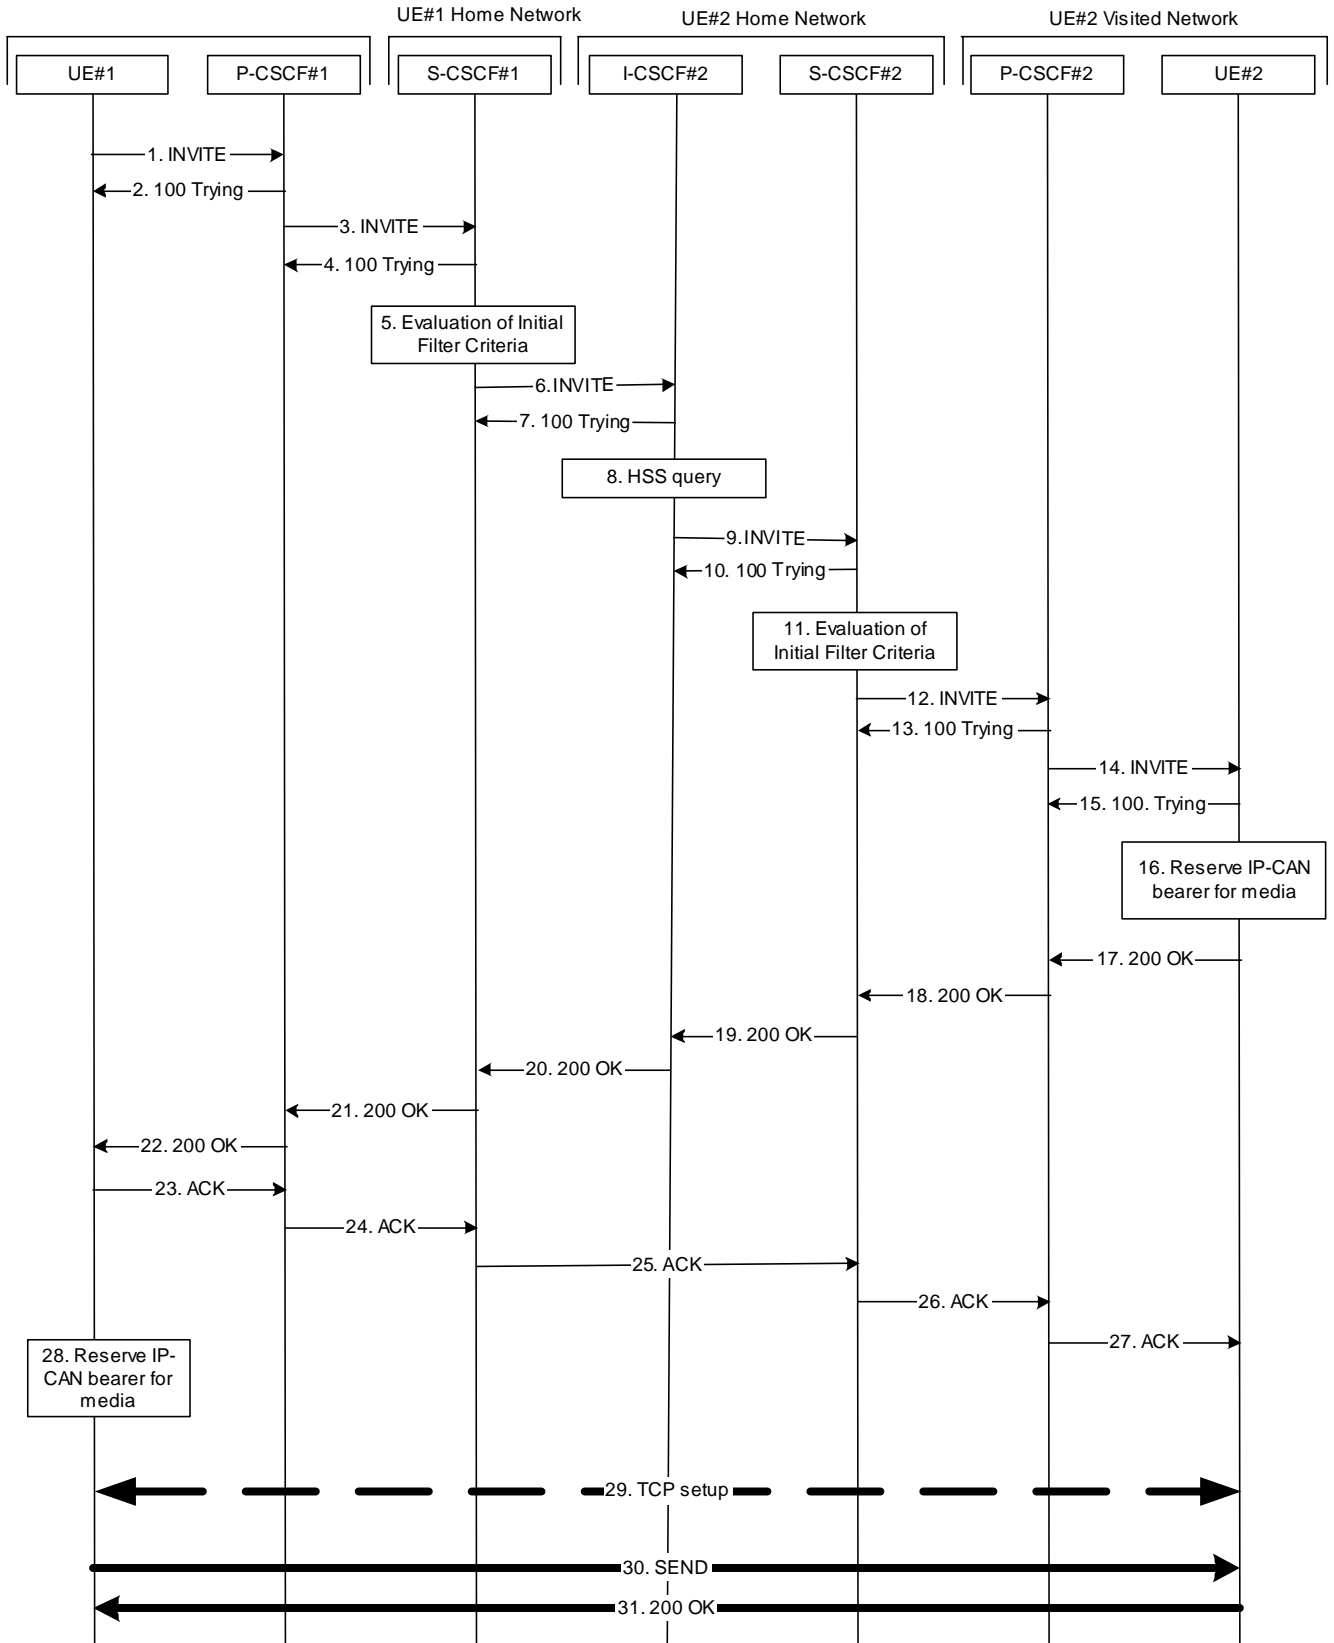 UE#1 Home Network
UE#2 Home Network
UE#2 Visited Network
UE#1
P-CSCF#1
S-CSCF#1
I-CSCF#2
S-CSCF#2
P-CSCF#2
UE#2
1. INVITE
2. 100 Trying
3. INVITE
4. 100 Trying
5. Evaluation of Initial
Filter Criteria
6.INVITE
7. 100 Trying
8. HSS query
9.INVITE
10. 100 Trying
11. Evaluation of
Initial Filter Criteria
12. INVITE
13. 100 Trying
14. INVITE
15. 100. Trying
16. Reserve IP-CAN
bearer for media
17. 200 OK
18. 200 OK
19. 200 OK
20. 200 OK
21. 200 OK
22. 200 OK
23. ACK
24. ACK
25. ACK
26. ACK
27. ACK
28. Reserve IP-
CAN bearer for
media
29. TCP setup
30. SEND
31. 200 OK